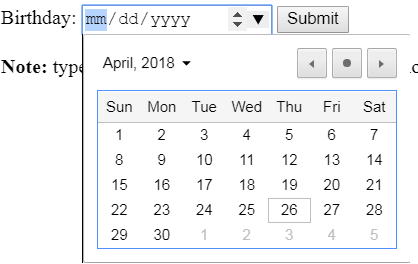 Birthday: mm/dd/yyyy Submit
April, 2018
Note: type
Sun Mon Tue Wed Thu Fri Sat
1 2 3 4 5 6 7
8 9 10 11 12 13 14
15 16 17 18 19 20 21
22 23 24 25 26 27 28
29 30 1 2 3 4 5